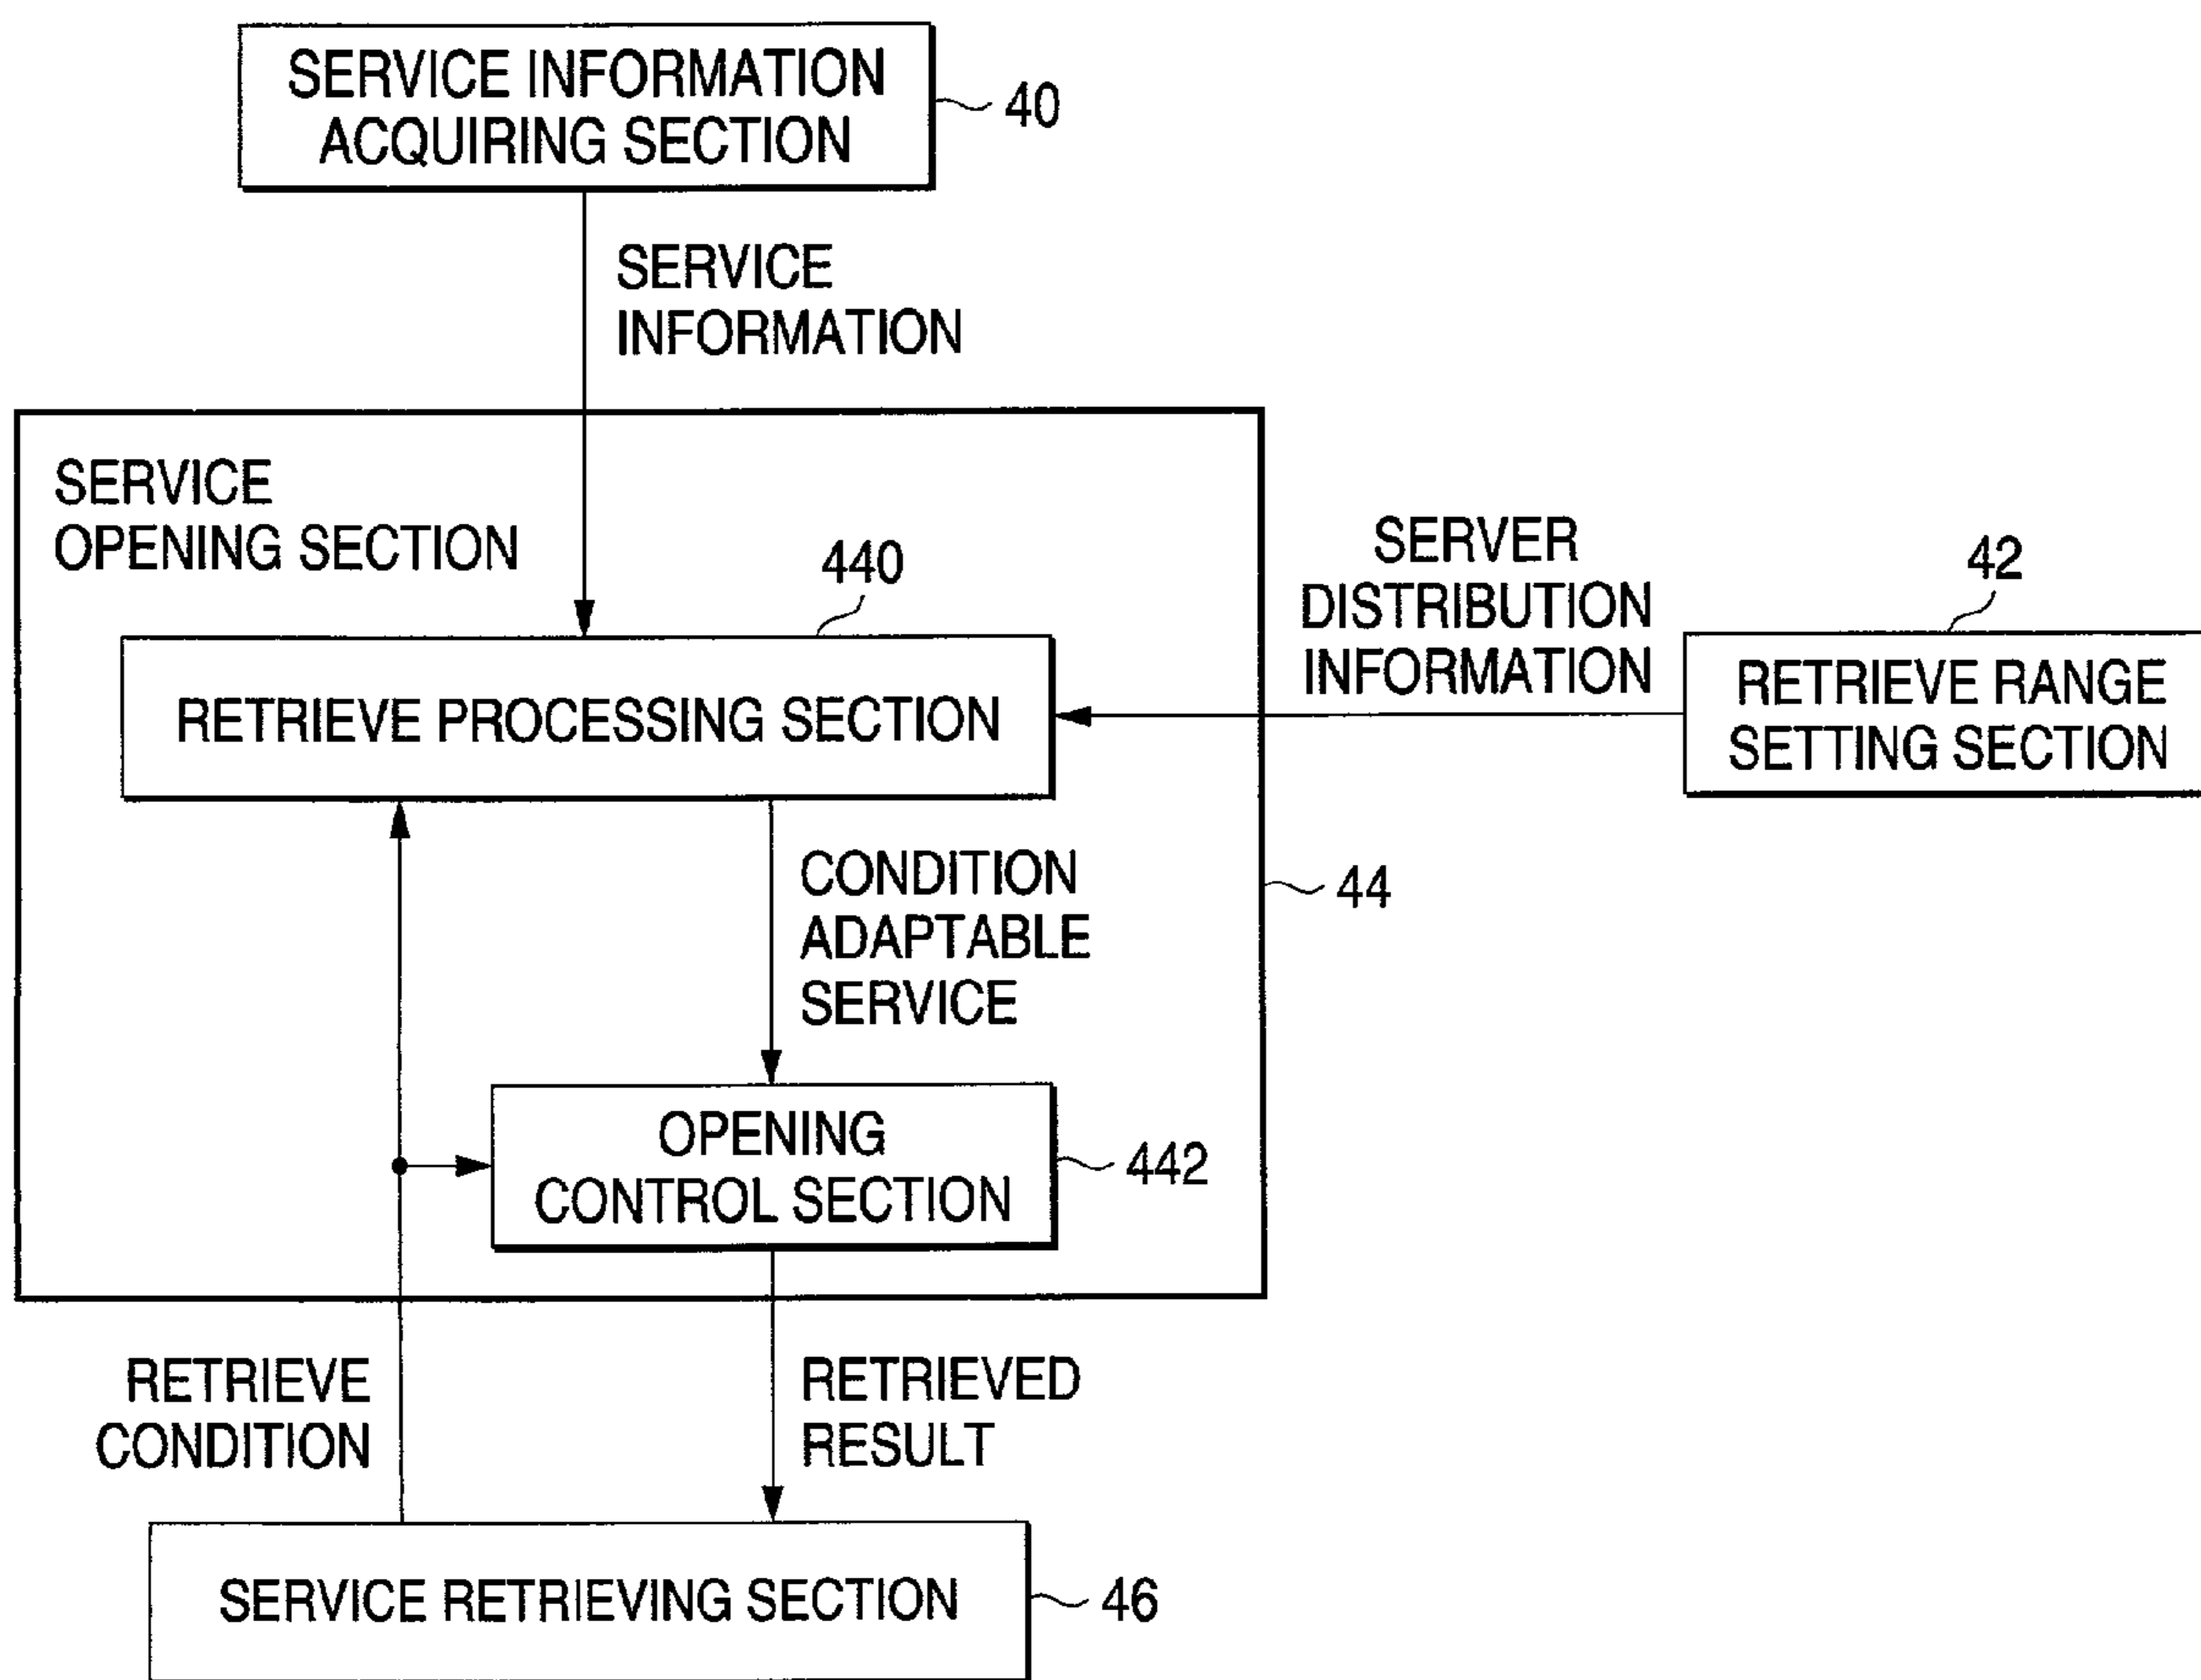 SERVICE INFORMATION
ACQUIRING SECTION
40
SERVICE
INFORMATION
SERVICE
OPENING SECTION
440
SERVER
DISTRIBUTION
INFORMATION
42
RETRIEVE PROCESSING SECTION
RETRIEVE RANGE
SETTING SECTION
CONDITION
ADAPTABLE
SERVICE
44
OPENING
CONTROL SECTION
442
RETRIEVE
CONDITION
RETRIEVED
RESULT
SERVICE RETRIEVING SECTION
46